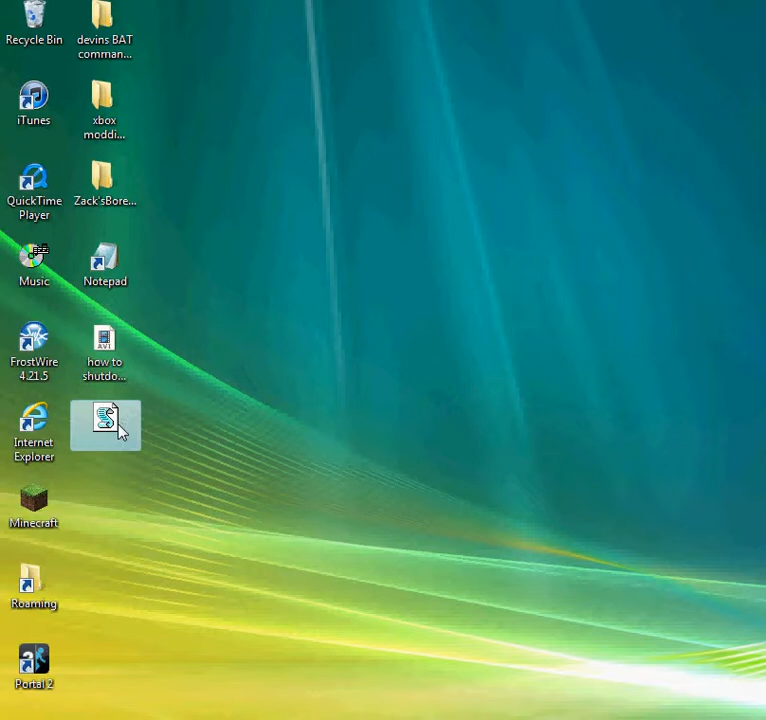 Recycle Bin
devins BAT
comman...
iTunes
xbox
moddi...
QuickTime
Player
Zack'sBore...
Music
Notepad
FrostWire
4.21.5
AVI
how to
shutdo...
Internet
Explorer
Minecraft
Roaming
Portal 2